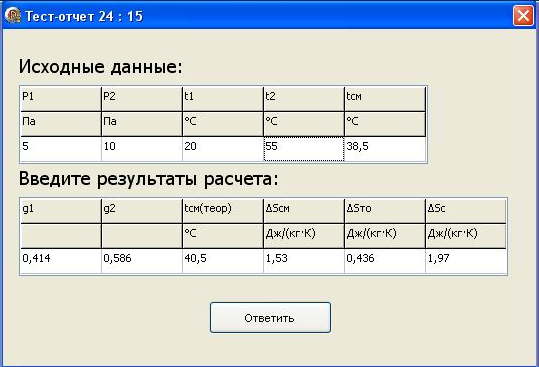 Тест-отчет 24 : 15
Исходные данные:
P1 P2 t1 t2 tсм
Па Па °C °C °C
5 10 20 55 38,5
Введите результаты расчета:
g1 g2 tсм(теор) ΔSсм ΔSто ΔSс
°C Дж/(кг·К) Дж/(кг·К) Дж/(кг·К)
0,414 0,586 40,5 1,53 0,436 1,97
Ответить